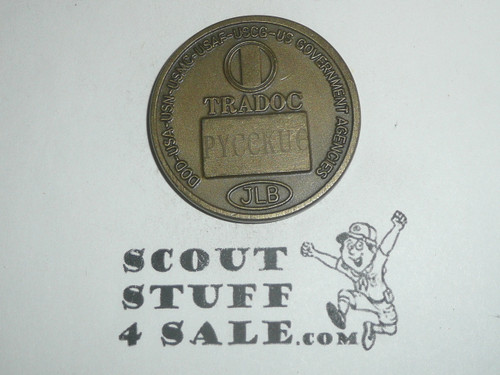 DOD-USA-USN-USMC-USAF-USCG-US GOVERNMENT AGENCIES
TRADOC
РУССКИЕ
JLB
SCOUT
STUFF
4 SALE.COM